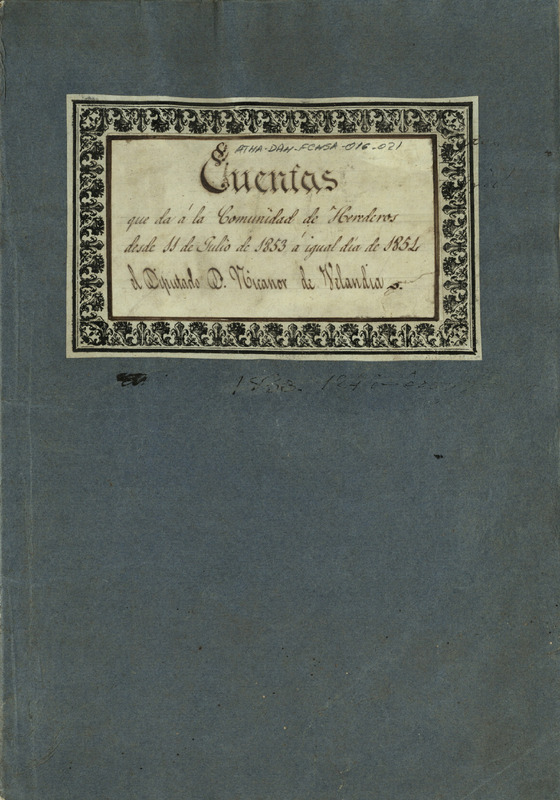 ATHA-DAH-FCNSA-016-021
Cuentas
que da á la Comunidad de Herederos
desde 11 de Julio de 1853 á igual dia de 1854
el Diputado D. Nicanor de Velandia